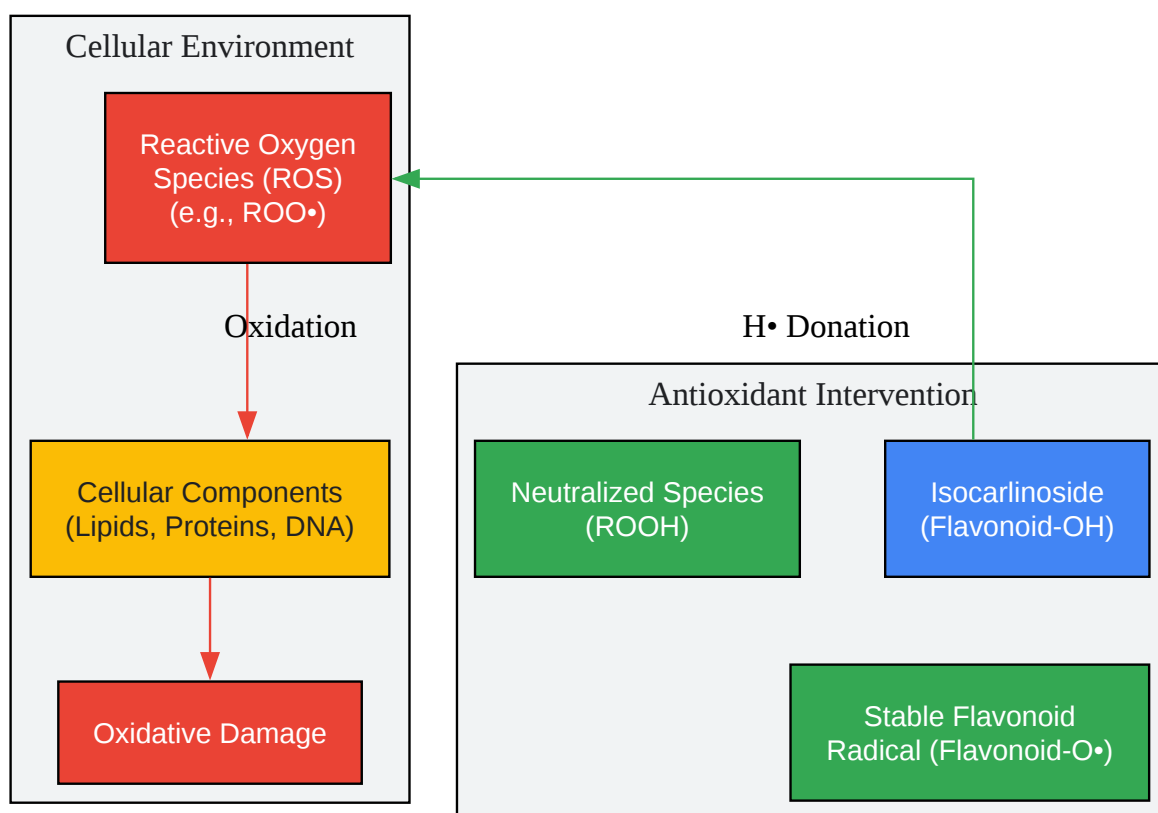 Cellular Environment
Reactive Oxygen
Species (ROS)
(e.g., ROO•)
Oxidation
Cellular Components
(Lipids, Proteins, DNA)
Oxidative Damage
H• Donation
Antioxidant Intervention
Neutralized Species
(ROOH)
Isocarlinoside
(Flavonoid-OH)
Stable Flavonoid
Radical (Flavonoid-O•)